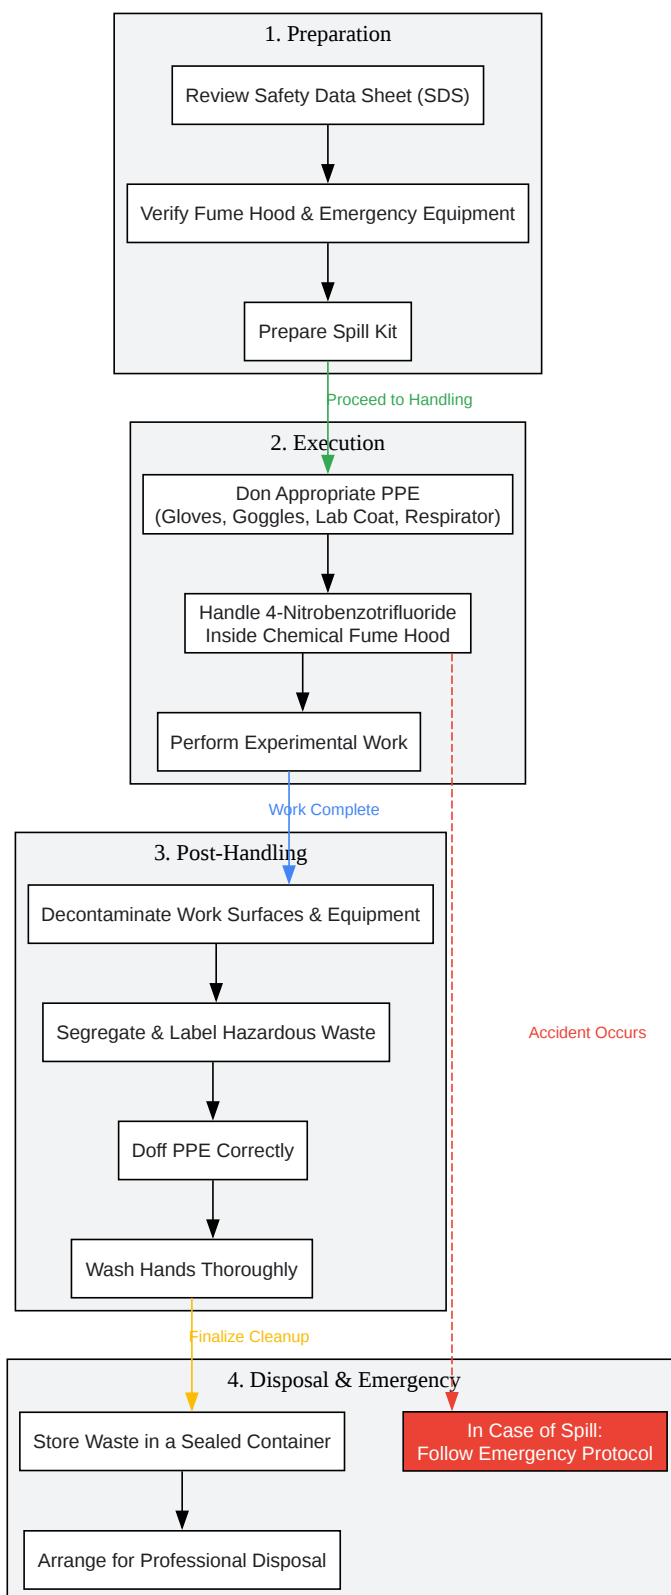 1. Preparation
Review Safety Data Sheet (SDS)
Verify Fume Hood & Emergency Equipment
Prepare Spill Kit
Proceed to Handling
2. Execution
Don Appropriate PPE
(Gloves, Goggles, Lab Coat, Respirator)
Handle 4-Nitrobenzotrifluoride
Inside Chemical Fume Hood
Perform Experimental Work
Work Complete
3. Post-Handling
Decontaminate Work Surfaces & Equipment
Segregate & Label Hazardous Waste
Accident Occurs
Doff PPE Correctly
Wash Hands Thoroughly
Finalize Cleanup
4. Disposal & Emergency
Store Waste in a Sealed Container
In Case of Spill:
Follow Emergency Protocol
Arrange for Professional Disposal